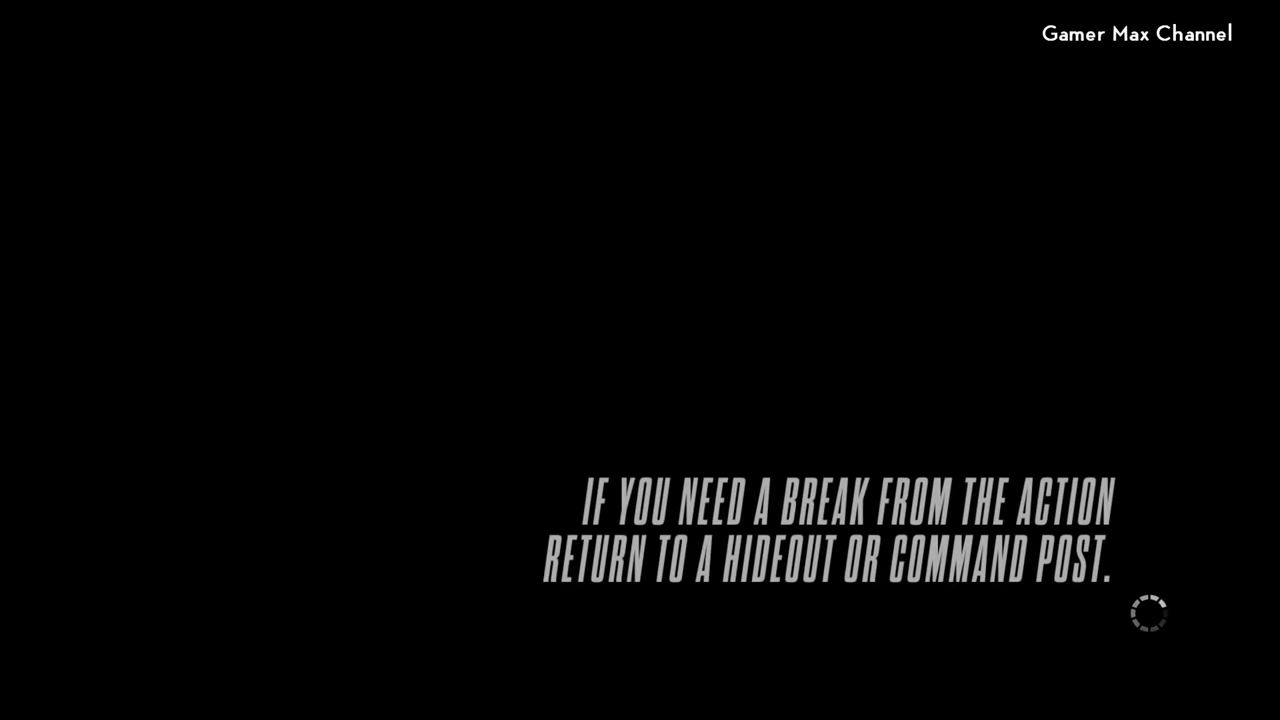 Gamer Max Channel
IF YOU NEED A BREAK FROM THE ACTION
RETURN TO A HIDEOUT OR COMMAND POST.